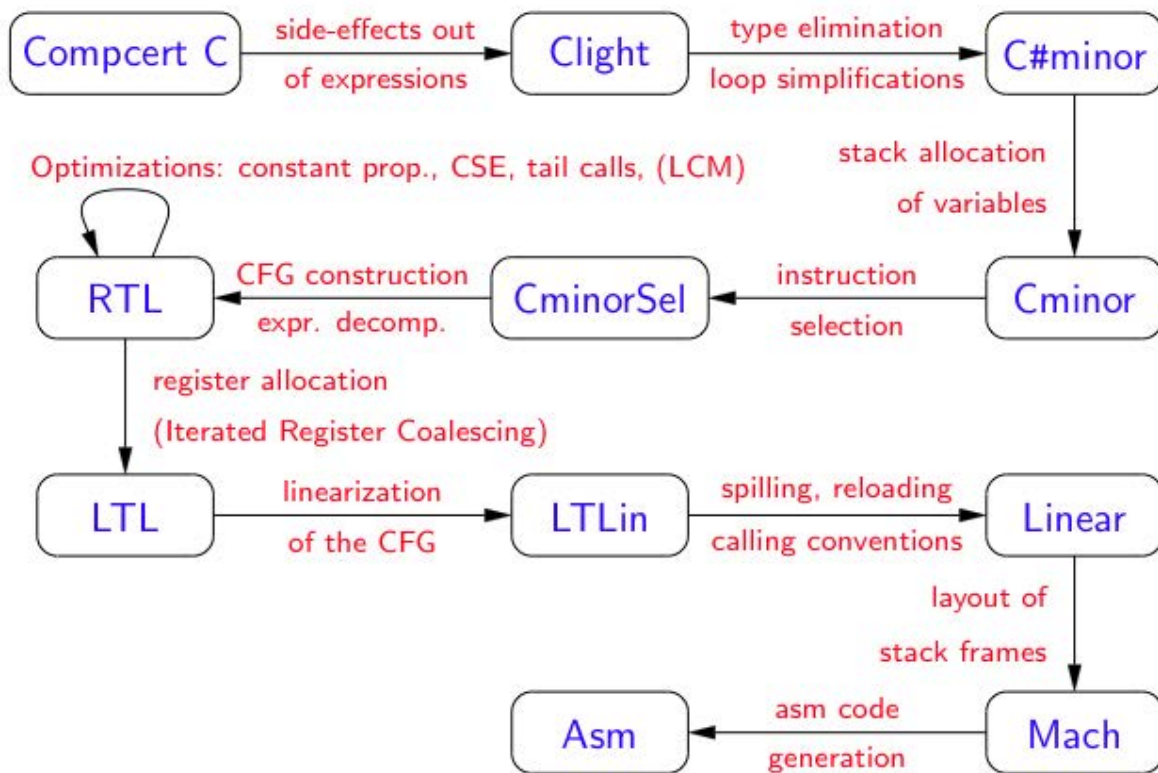 Compcert C
side-effects out
of expressions
Clight
type elimination
loop simplifications
C#minor
stack allocation
of variables
Optimizations: constant prop., CSE, tail calls, (LCM)
RTL
CFG construction
expr. decomp.
CminorSel
instruction
selection
Cminor
register allocation
(Iterated Register Coalescing)
LTL
linearization
of the CFG
LTLin
spilling, reloading
calling conventions
Linear
layout of
stack frames
Asm
asm code
generation
Mach